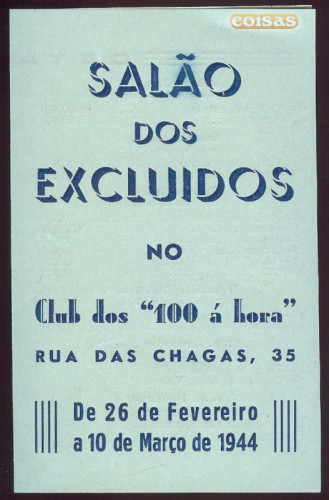 coisas
SALÃO
DOS
EXCLUIDOS
NO
Club dos "100 á hora"
RUA DAS CHAGAS, 35
De 26 de Fevereiro
a 10 de Março de 1944